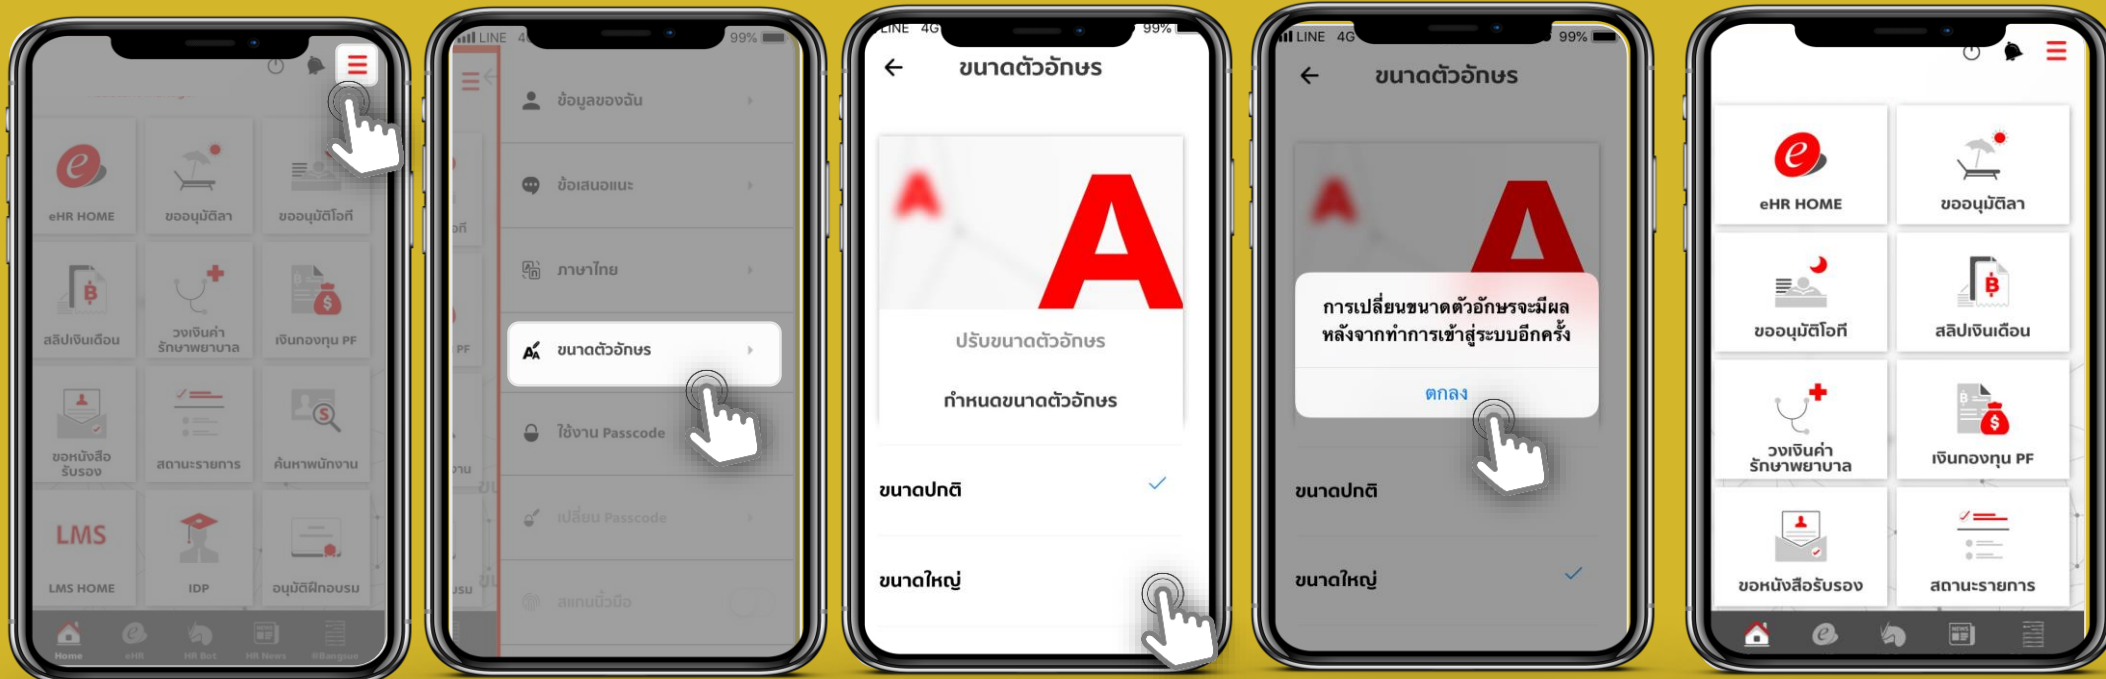 eHR HOME
ขออนุมัติลา
ขออนุมัติโอที
สลิปเงินเดือน
วงเงินค่า
รักษาพยาบาล
เงินกองทุน PF
ขอหนังสือ
รับรอง
สถานะรายการ
ค้นหาพนักงาน
LMS
LMS HOME
IDP
อนุมัติฝึกอบรม
Home
eHR
HR Bot
HR News
@Bangsue
LINE 4
99%
ข้อมูลของฉัน
ข้อเสนอแนะ
ภาษาไทย
PF
ขนาดตัวอักษร
ใช้งาน Passcode
เปลี่ยน Passcode
สแกนนิ้วมือ
LINE 4G
99%
ขนาดตัวอักษร
A
A
ปรับขนาดตัวอักษร
กำหนดขนาดตัวอักษร
ขนาดปกติ
ขนาดใหญ่
LINE 4G
99%
ขนาดตัวอักษร
A
A
การเปลี่ยนขนาดตัวอักษรจะมีผล
หลังจากทำการเข้าสู่ระบบอีกครั้ง
ตกลง
ขนาดปกติ
ขนาดใหญ่
eHR HOME
ขออนุมัติลา
ขออนุมัติโอที
สลิปเงินเดือน
วงเงินค่า
รักษาพยาบาล
เงินกองทุน PF
ขอหนังสือรับรอง
สถานะรายการ
NEWS